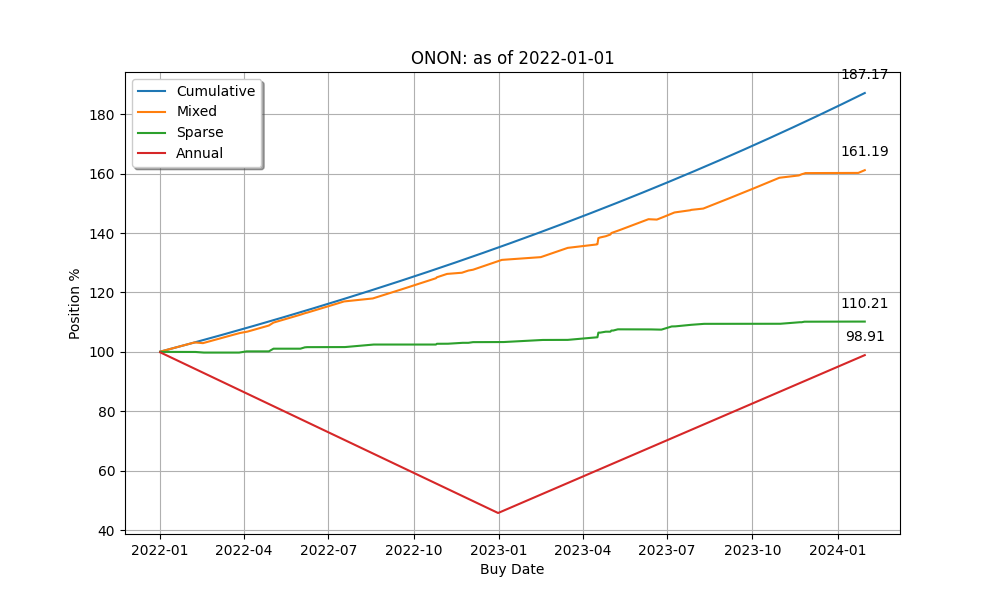 ONON: as of 2022-01-01
187.17
161.19
110.21
98.91
Cumulative
Mixed
Sparse
Annual
Position %
180
160
140
120
100
80
60
40
2022-01 2022-04 2022-07 2022-10 2023-01 2023-04 2023-07 2023-10 2024-01
Buy Date